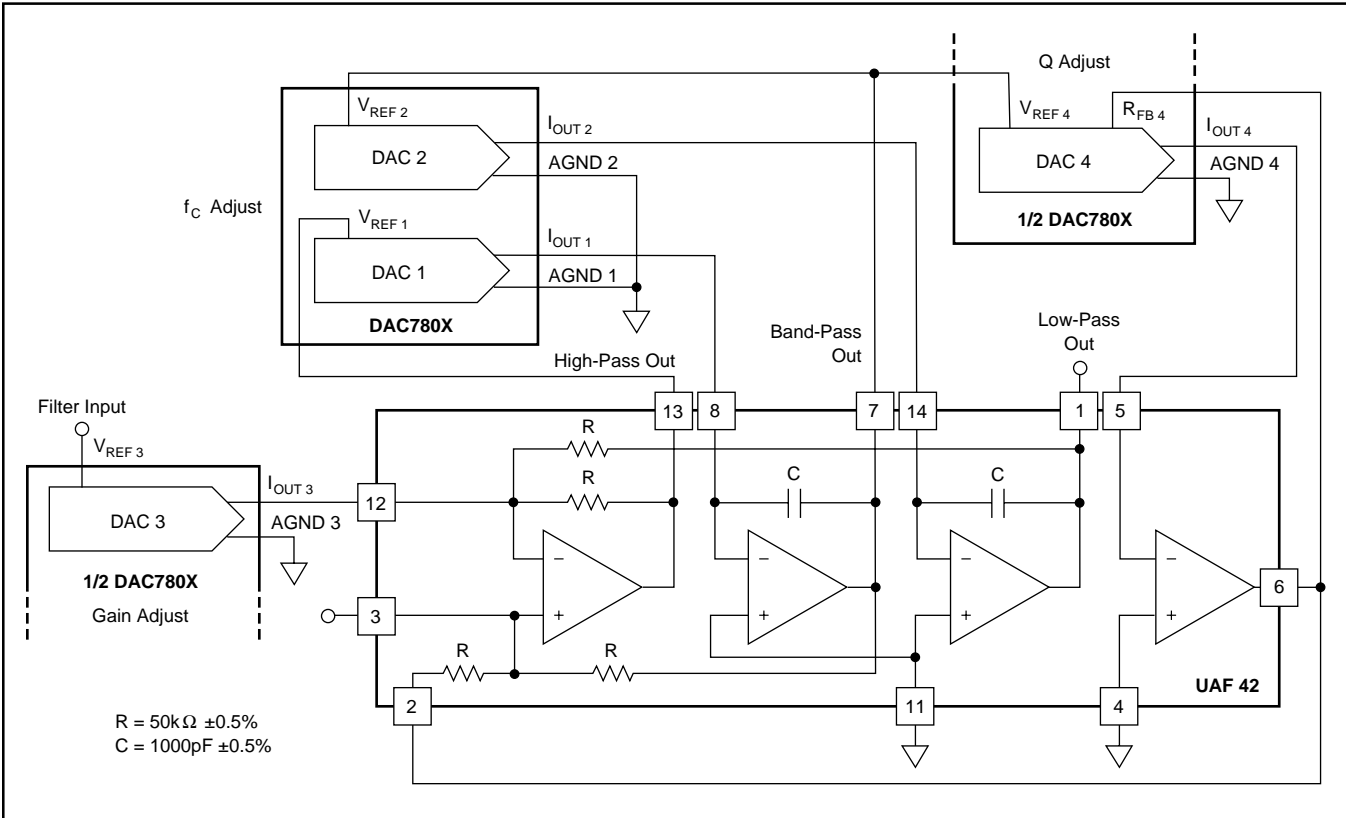 Q Adjust
V_REF 2
V_REF 4
R_FB 4
I_OUT 2
I_OUT 4
DAC 2
AGND 2
DAC 4
AGND 4
f_C Adjust
V_REF 1
1/2 DAC780X
I_OUT 1
DAC 1
AGND 1
DAC780X
High-Pass Out
Band-Pass
Out
Low-Pass
Out
Filter Input
V_REF 3
13
8
7
14
1
5
R
I_OUT 3
12
R
C
C
DAC 3
AGND 3
1/2 DAC780X
Gain Adjust
−
+
−
+
−
+
−
+
3
6
R
R
UAF 42
2
11
4
R = 50kΩ ±0.5%
C = 1000pF ±0.5%